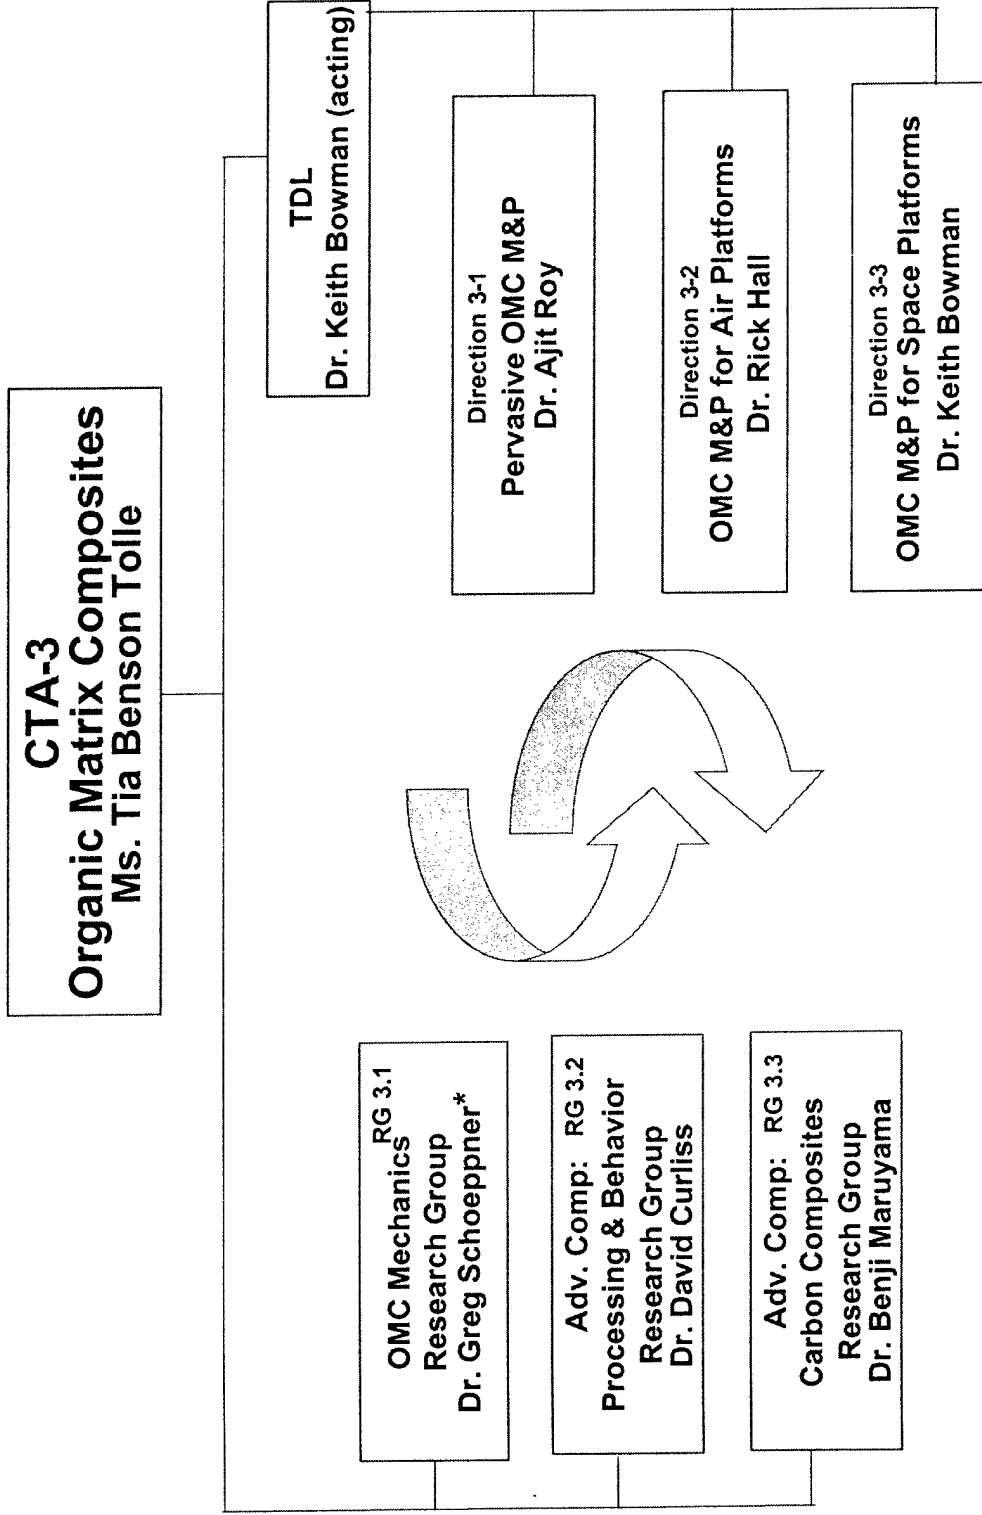 CTA-3
Organic Matrix Composites
Ms. Tia Benson Tolle
TDL
Dr. Keith Bowman (acting)
RG 3.1
OMC Mechanics
Research Group
Dr. Greg Schoeppner*
Adv. Comp: RG 3.2
Processing & Behavior
Research Group
Dr. David Curliss
Adv. Comp: RG 3.3
Carbon Composites
Research Group
Dr. Benji Maruyama
Direction 3-1
Pervasive OMC M&P
Dr. Ajit Roy
Direction 3-2
OMC M&P for Air Platforms
Dr. Rick Hall
Direction 3-3
OMC M&P for Space Platforms
Dr. Keith Bowman